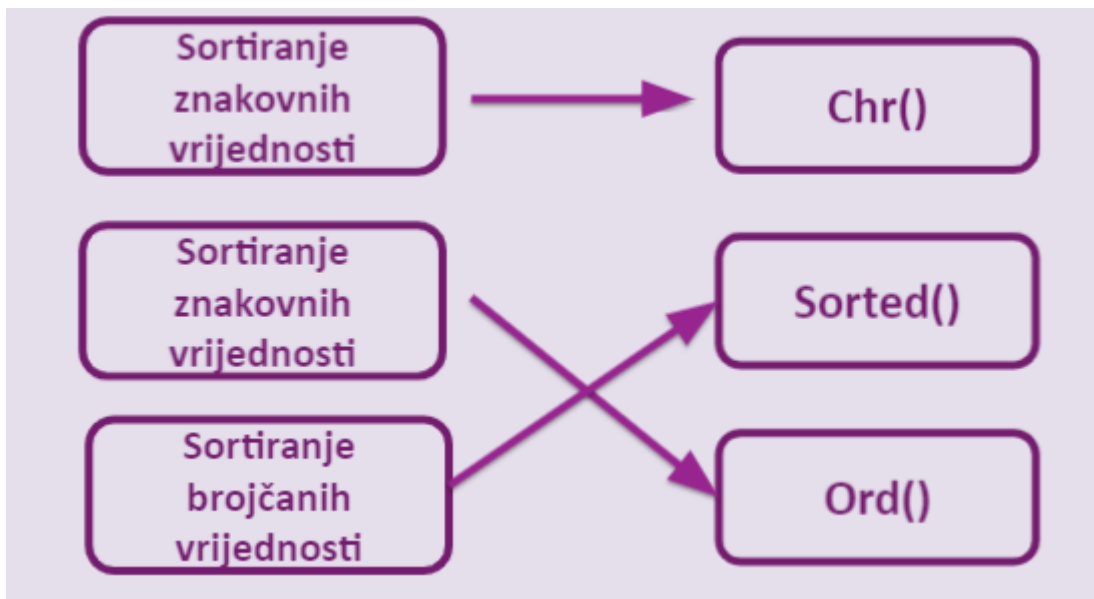 Sortiranje
znakovnih
vrijednosti
Chr()
Sortiranje
znakovnih
vrijednosti
Sorted()
Sortiranje
brojčanih
vrijednosti
Ord()